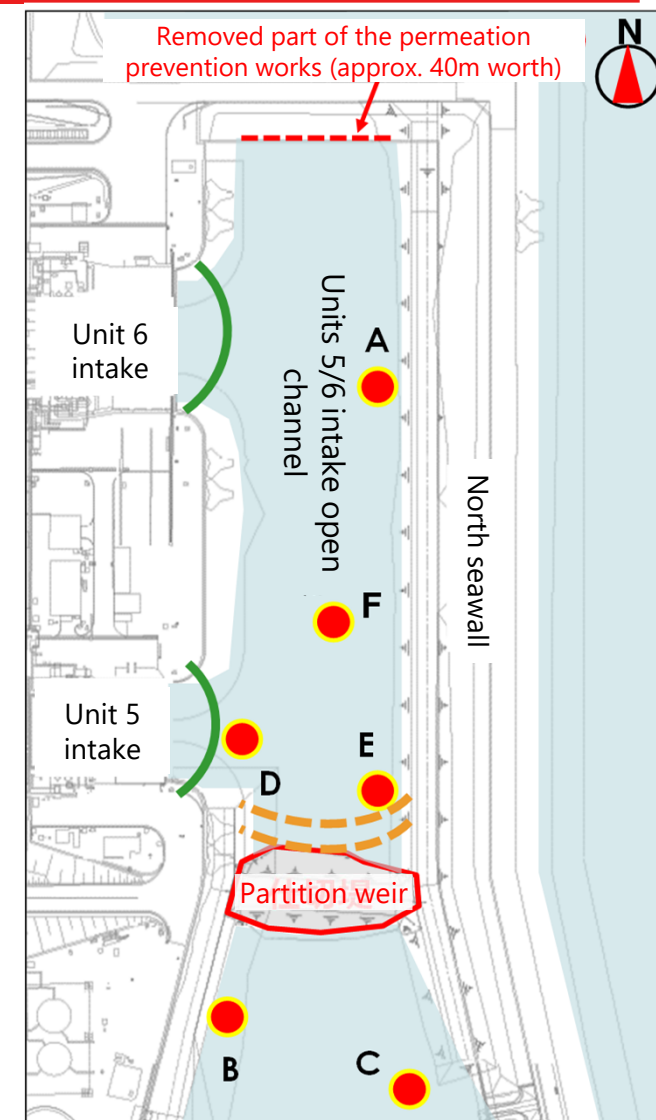 Removed part of the permeation
prevention works (approx. 40m worth)
N
Unit 6
intake
Units 5/6 intake open
channel
A
North seawall
F
Unit 5
intake
E
D
Partition weir
B
C